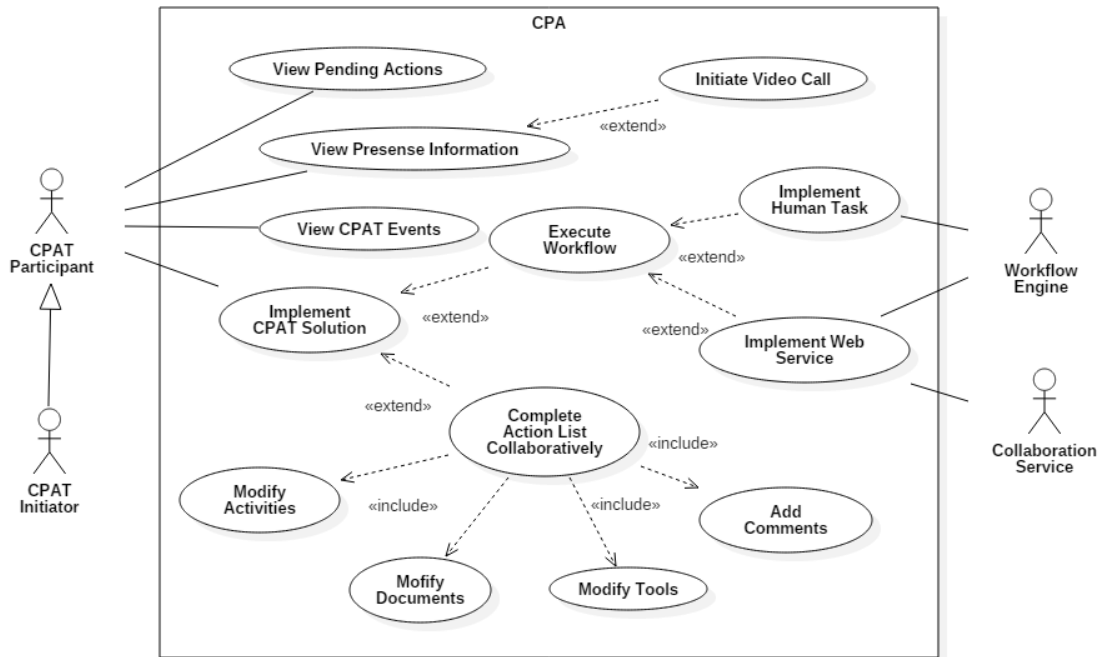 CPA
View Pending Actions
Initiate Video Call
«extend»
View Presense Information
Implement
Human Task
CPAT
Participant
View CPAT Events
Execute
Workflow
«extend»
Workflow
Engine
Implement
CPAT Solution
«extend»
«extend»
Implement Web
Service
«extend»
Complete
Action List
Collaboratively
«include»
Collaboration
Service
CPAT
Initiator
Modify
Activities
«include»
«include»
Add
Comments
Mofify
Documents
Modify Tools